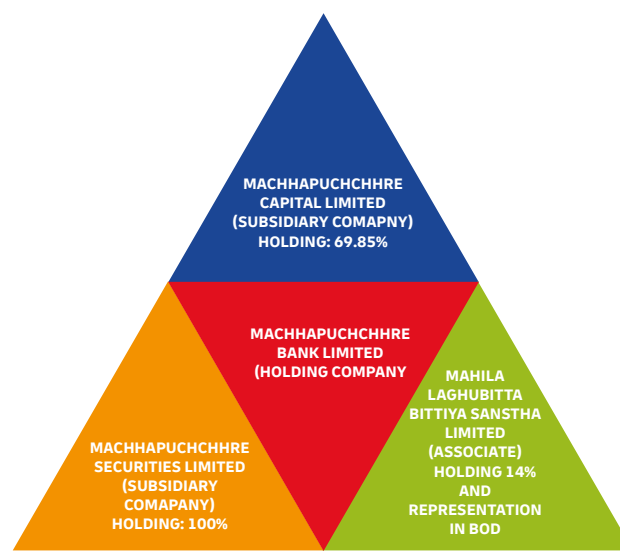 MACHHAPUCHCHHRE
CAPITAL LIMITED
(SUBSIDIARY COMAPNY)
HOLDING: 69.85%
MACHHAPUCHCHHRE
BANK LIMITED
(HOLDING COMPANY
MACHHAPUCHCHHRE
SECURITIES LIMITED
(SUBSIDIARY
COMAPANY)
HOLDING: 100%
MAHILA
LAGHUBITTA
BITTIYA SANSTHA
LIMITED
(ASSOCIATE)
HOLDING 14%
AND
REPRESENTATION
IN BOD